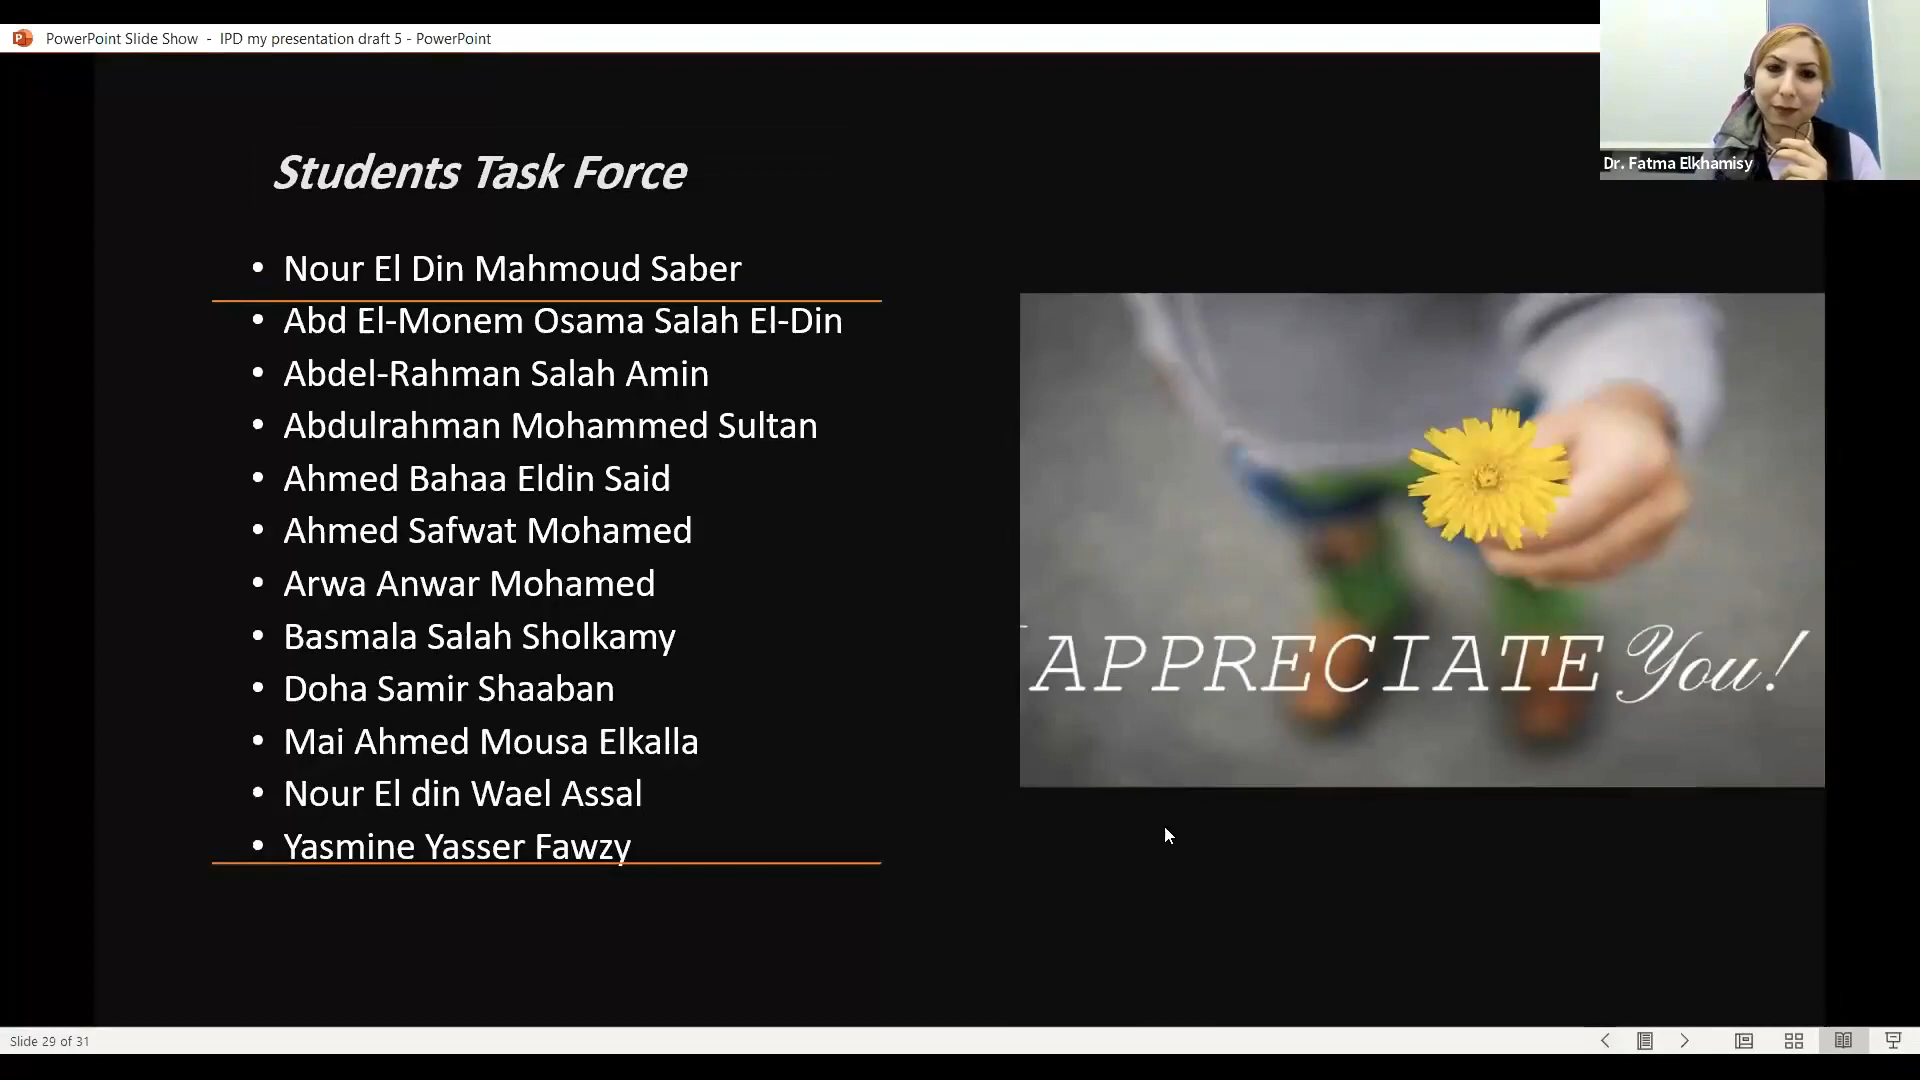 PowerPoint Slide Show - IPD my presentation draft 5 - PowerPoint
Dr. Fatma Elkhamisy
Students Task Force
• Nour El Din Mahmoud Saber
• Abd El-Monem Osama Salah El-Din
• Abdel-Rahman Salah Amin
• Abdulrahman Mohammed Sultan
• Ahmed Bahaa Eldin Said
• Ahmed Safwat Mohamed
• Arwa Anwar Mohamed
• Basmala Salah Sholkamy
• Doha Samir Shaaban
• Mai Ahmed Mousa Elkalla
• Nour El din Wael Assal
• Yasmine Yasser Fawzy
APPRECIATE You!
Slide 29 of 31